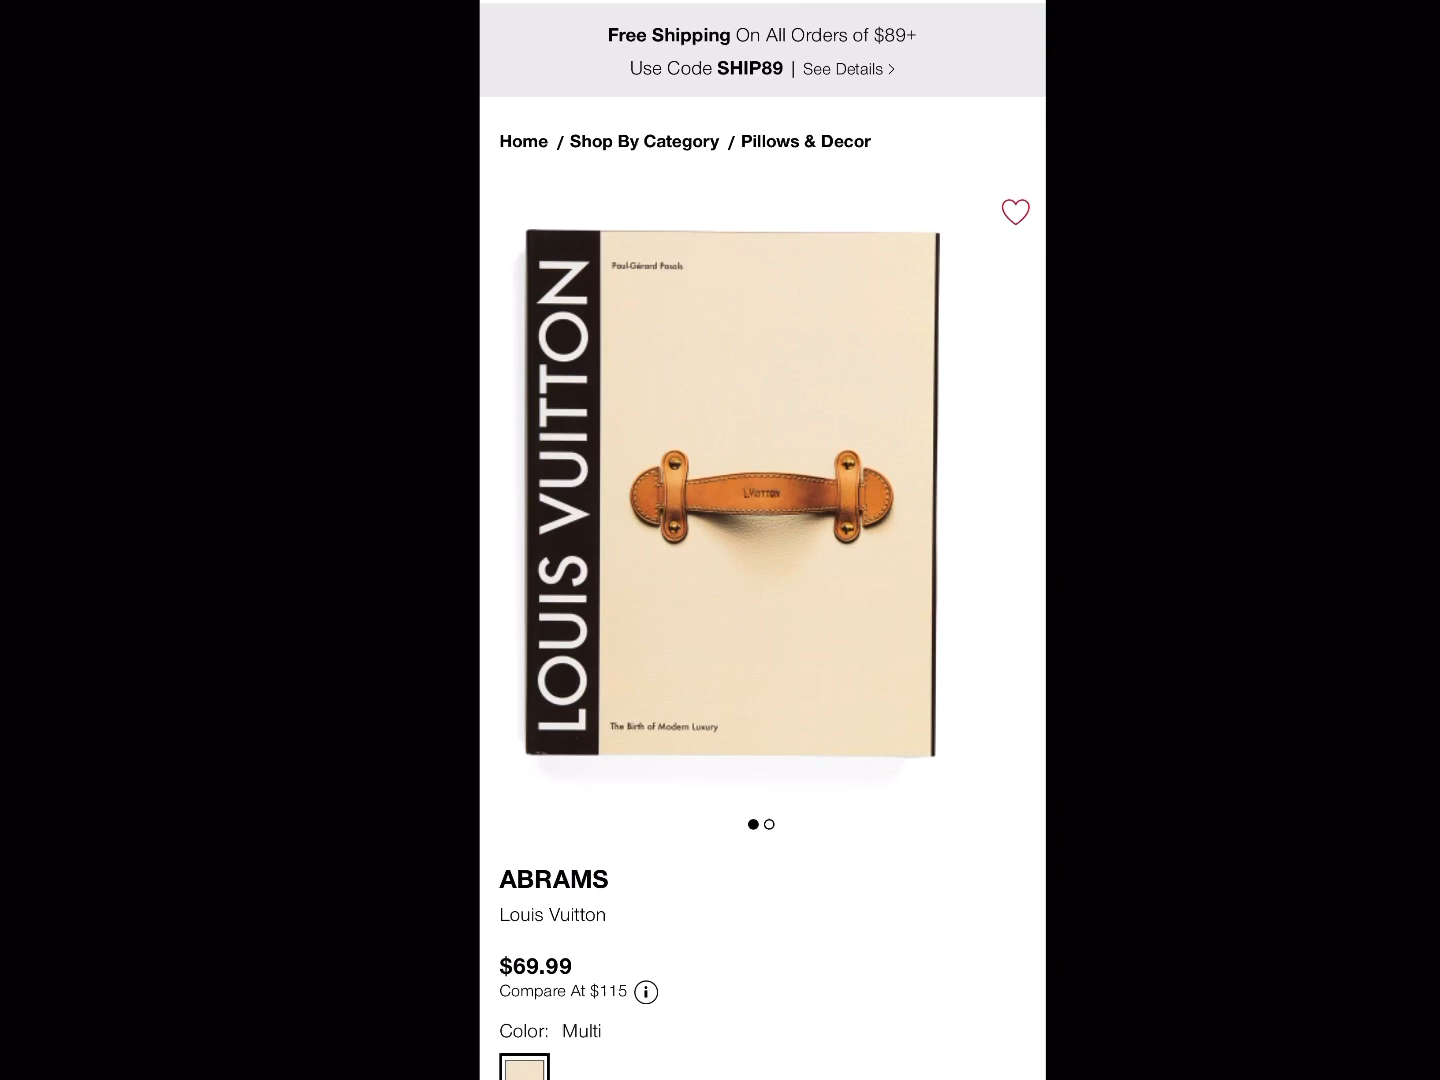 Free Shipping On All Orders of $89+
Use Code SHIP89 | See Details >
Home / Shop By Category / Pillows & Decor
LOUIS VUITTON
Paul-Gérard Pasols
L.VUITTON
The Birth of Modern Luxury
ABRAMS
Louis Vuitton
$69.99
Compare At $115 i
Color: Multi